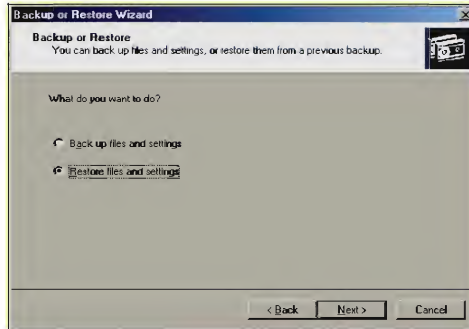 Backup or Restore Wizard
Backup or Restore
You can back up files and settings, or restore them from a previous backup.
What do you want to do?
Back up files and settings
Restore files and settings
< Back
Next >
Cancel